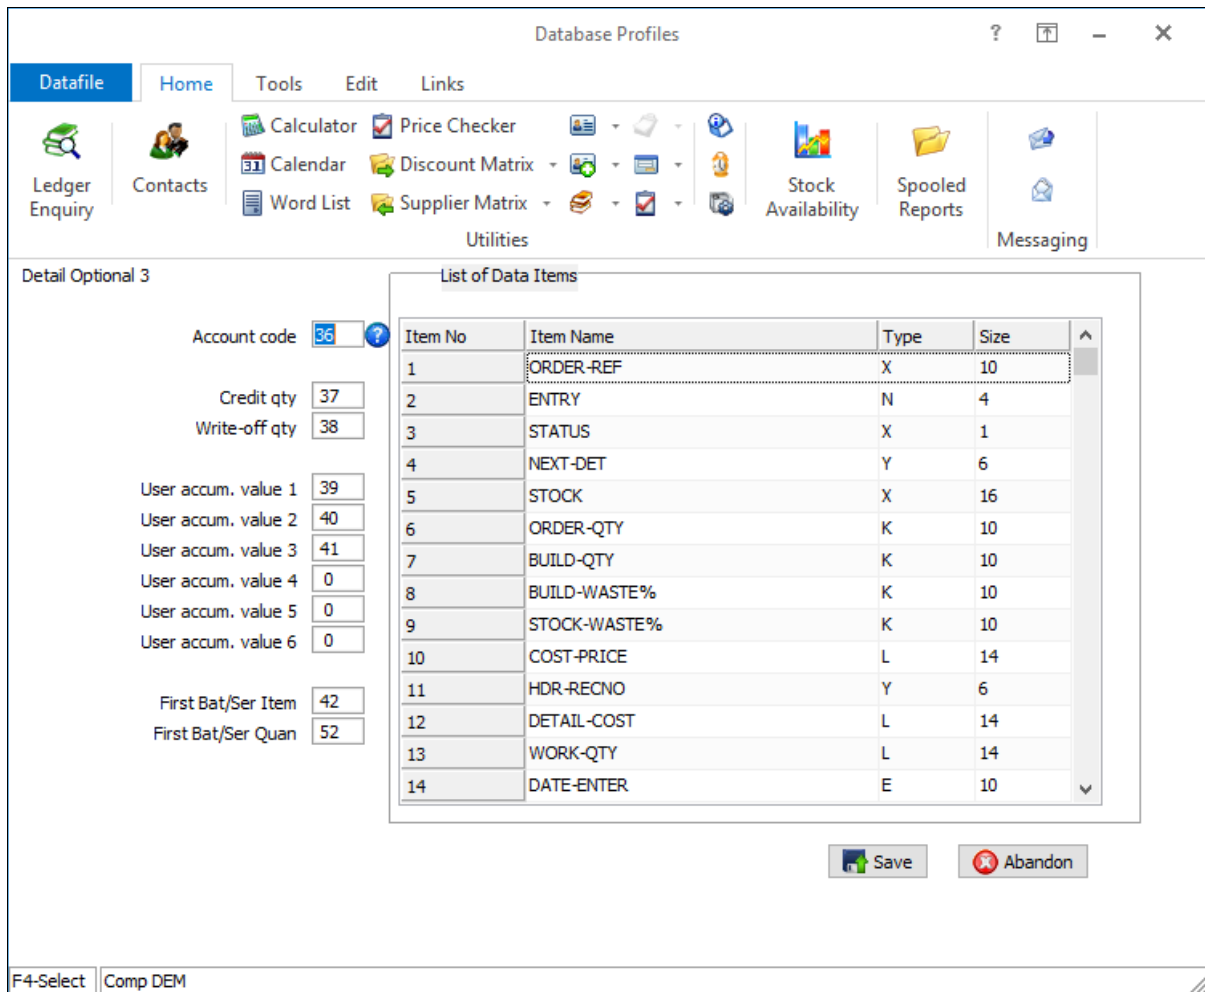 Database Profiles ?
Datafile Home Tools Edit Links
Ledger Enquiry
Contacts
Calculator
31 Calendar
Word List
Price Checker
Discount Matrix
Supplier Matrix
Utilities
Stock Availability
Spooled Reports
Messaging
Detail Optional 3
Account code 36 ?
Credit qty 37
Write-off qty 38
User accum. value 1 39
User accum. value 2 40
User accum. value 3 41
User accum. value 4 0
User accum. value 5 0
User accum. value 6 0
First Bat/Ser Item 42
First Bat/Ser Quan 52
List of Data Items
Item No Item Name Type Size
1 ORDER-REF X 10
2 ENTRY N 4
3 STATUS X 1
4 NEXT-DET Y 6
5 STOCK X 16
6 ORDER-QTY K 10
7 BUILD-QTY K 10
8 BUILD-WASTE% K 10
9 STOCK-WASTE% K 10
10 COST-PRICE L 14
11 HDR-RECNO Y 6
12 DETAIL-COST L 14
13 WORK-QTY L 14
14 DATE-ENTER E 10
Save Abandon
F4-Select Comp DEM